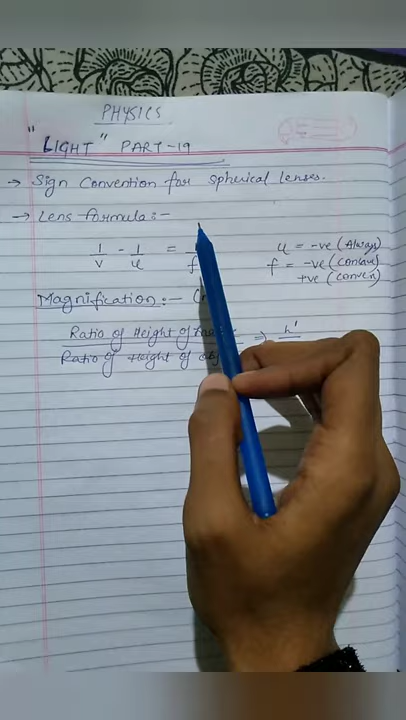 PHYSICS
"LIGHT" PART-19
→ Sign Convention for Spherical lenses.
→ Lens formula:-
1/v - 1/u = f
u = -ve (Always)
f = -ve (Concave)
+ve (Convex)
Magnification:- (
Ratio of Height of ⇒ h'
Ratio of Height of